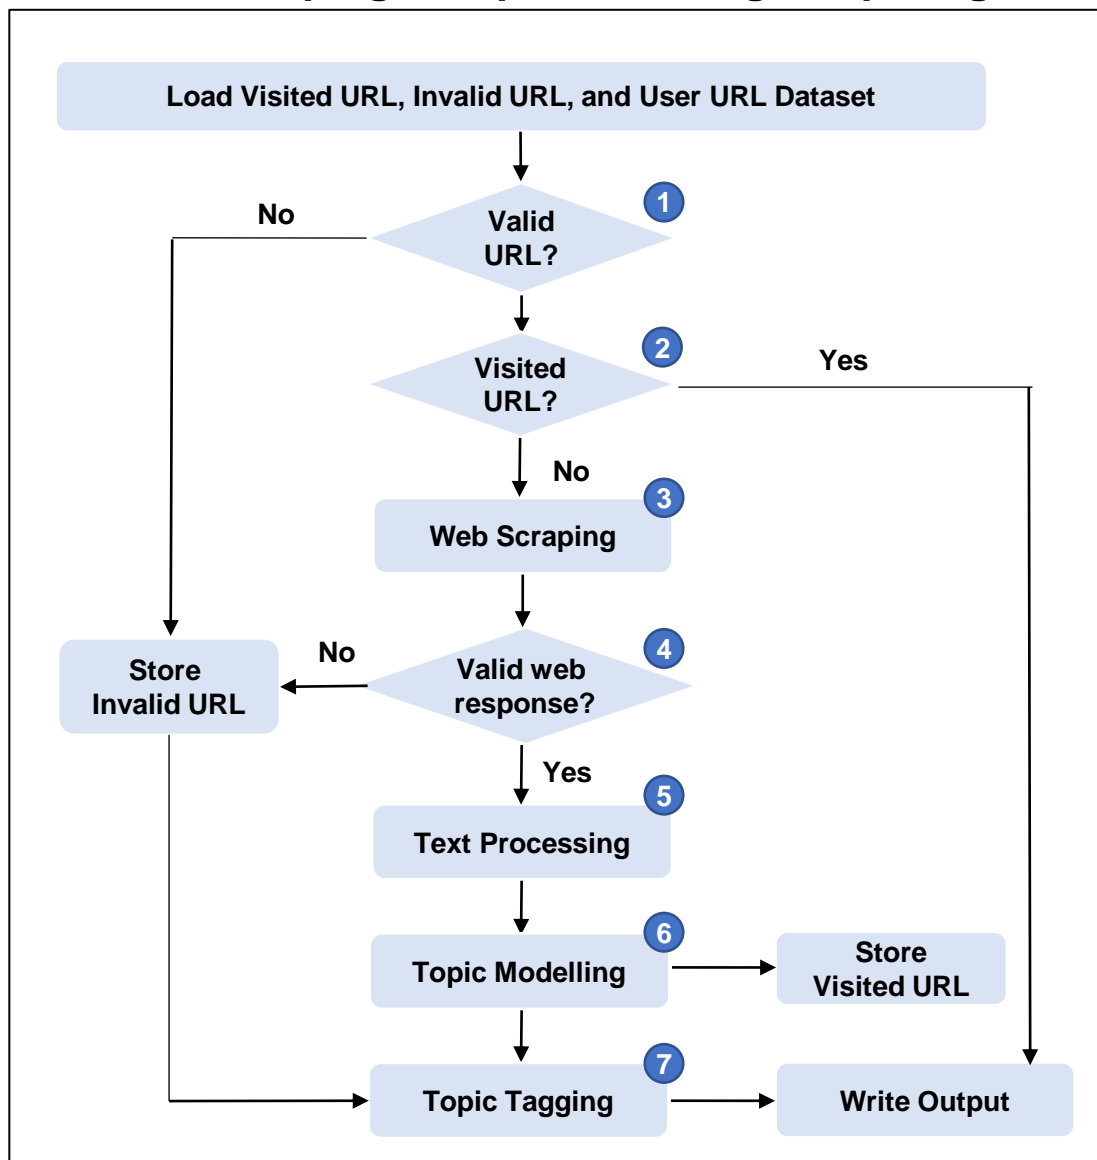 Load Visited URL, Invalid URL, and User URL Dataset
1
No
Valid
URL?
2
Yes
Visited
URL?
No
3
Web Scraping
4
No
Valid web
response?
Store
Invalid URL
Yes
5
Text Processing
6
Topic Modelling
Store
Visited URL
7
Topic Tagging
Write Output